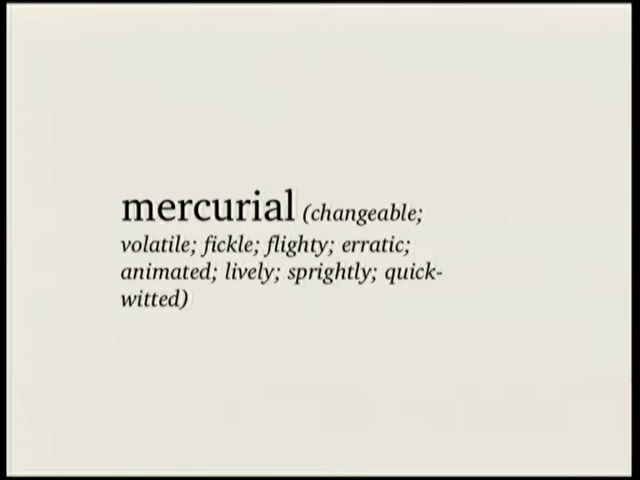 mercurial (changeable;
volatile; fickle; flighty; erratic;
animated; lively; sprightly; quick-
witted)